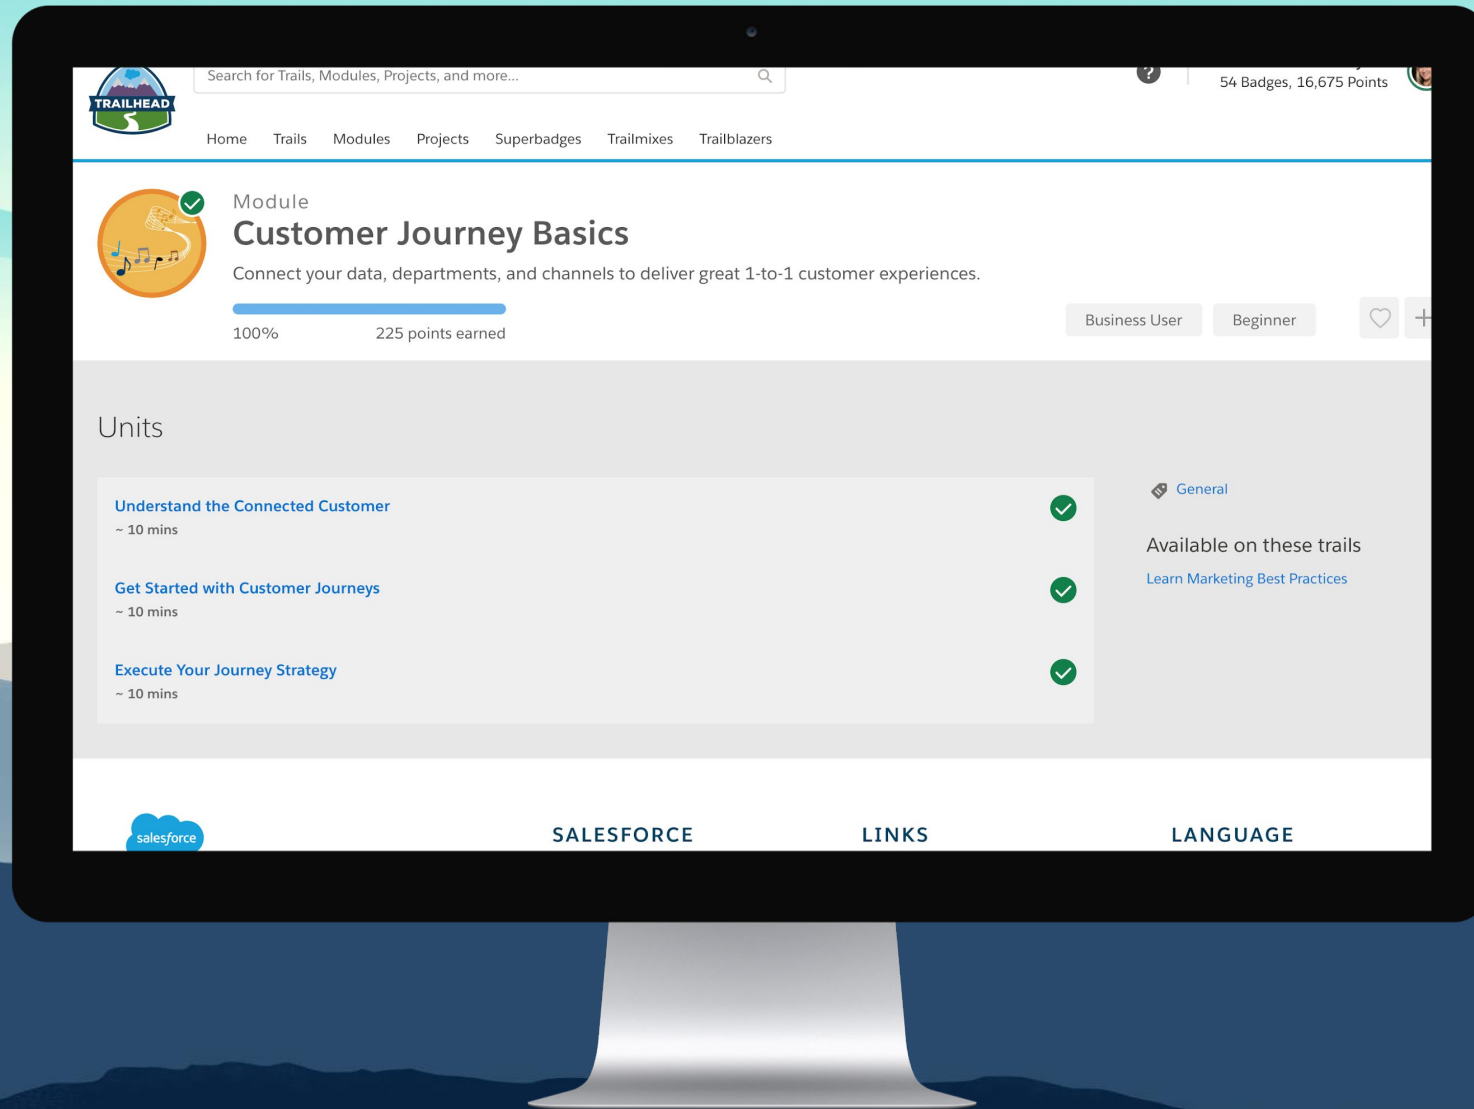 TRAILHEAD
Search for Trails, Modules, Projects, and more...
?
54 Badges, 16,675 Points
Home Trails Modules Projects Superbadges Trailmixes Trailblazers
Module
Customer Journey Basics
Connect your data, departments, and channels to deliver great 1-to-1 customer experiences.
100% 225 points earned
Business User Beginner
Units
Understand the Connected Customer
~ 10 mins
Get Started with Customer Journeys
~ 10 mins
Execute Your Journey Strategy
~ 10 mins
General
Available on these trails
Learn Marketing Best Practices
salesforce
SALESFORCE LINKS LANGUAGE